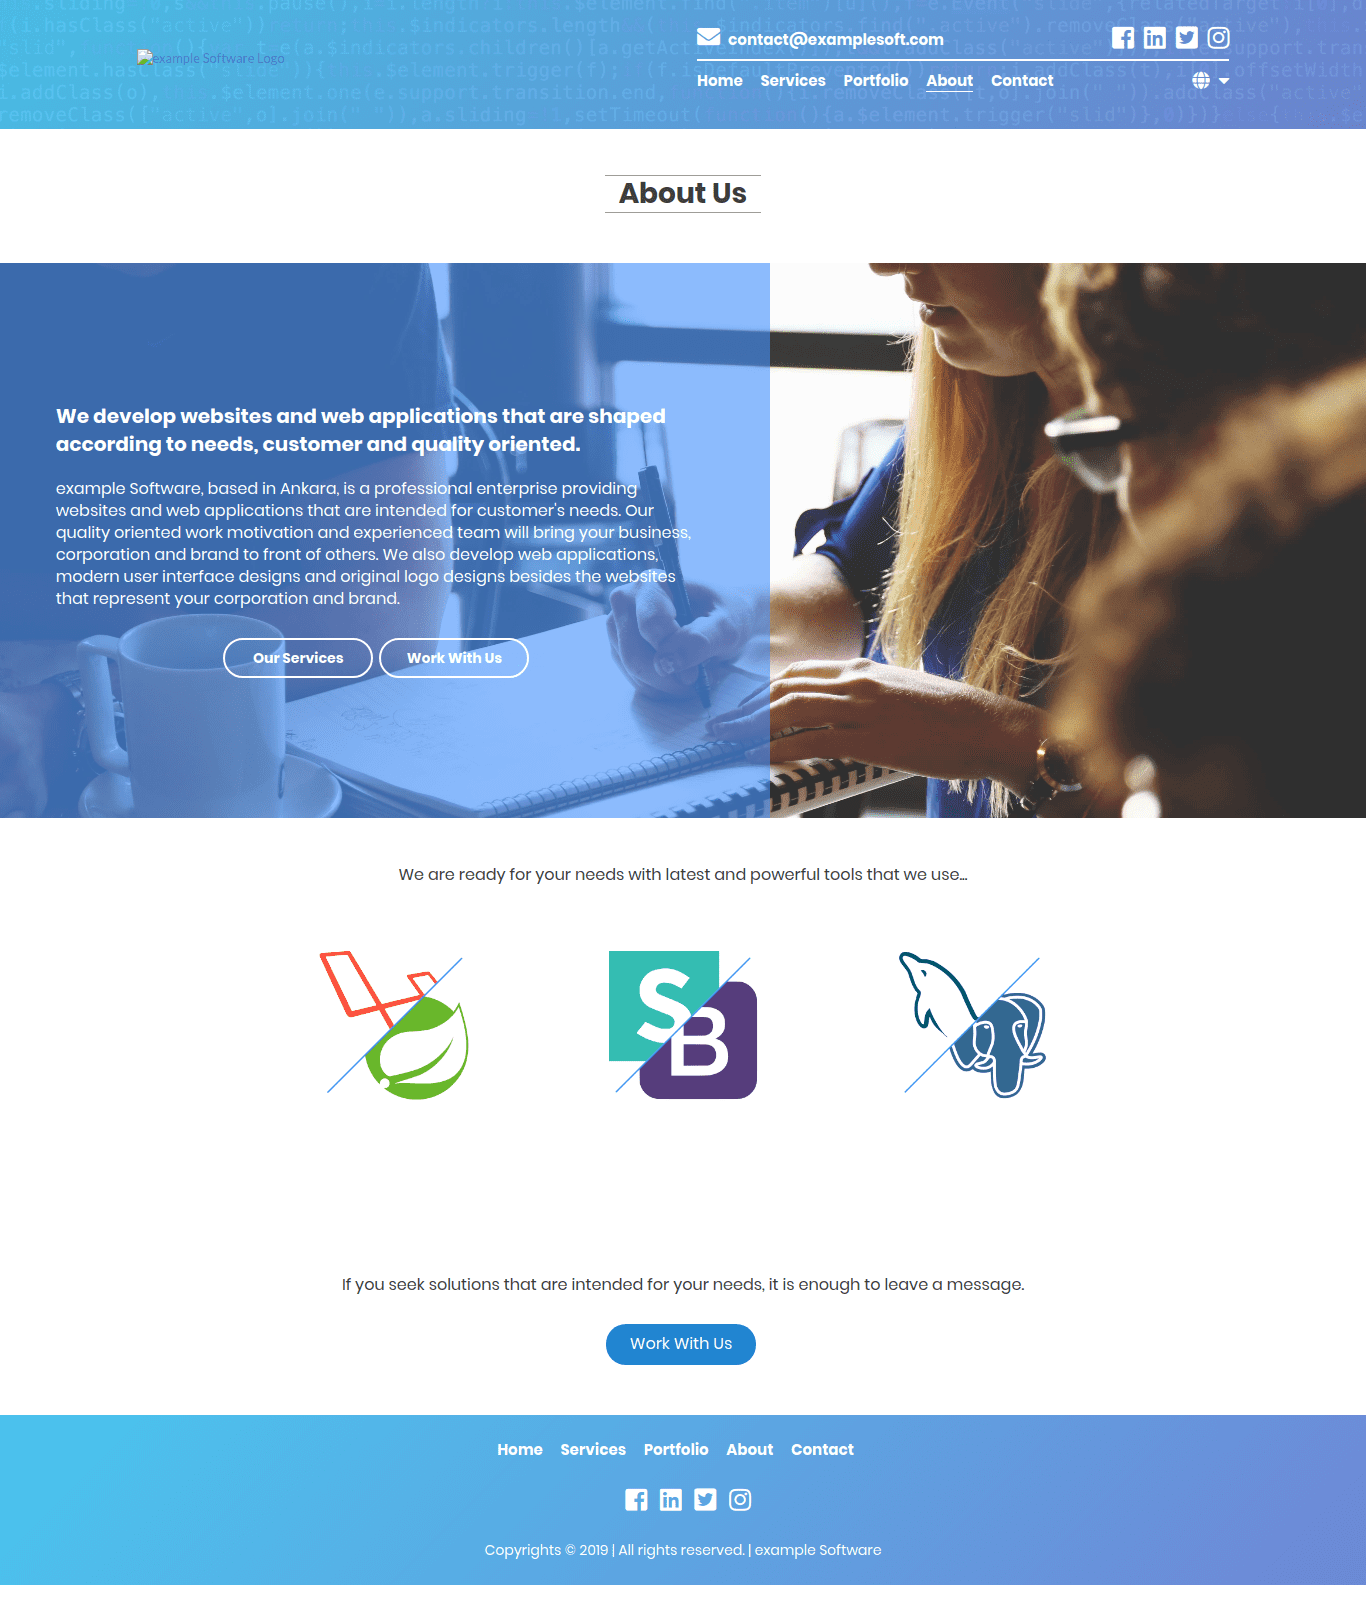 example Software Logo
contact@examplesoft.com
Home Services Portfolio About Contact
About Us
We develop websites and web applications that are shaped
according to needs, customer and quality oriented.
example Software, based in Ankara, is a professional enterprise providing
websites and web applications that are intended for customer's needs. Our
quality oriented work motivation and experienced team will bring your business,
corporation and brand to front of others. We also develop web applications,
modern user interface designs and original logo designs besides the websites
that represent your corporation and brand.
Our Services Work With Us
We are ready for your needs with latest and powerful tools that we use...
S B
If you seek solutions that are intended for your needs, it is enough to leave a message.
Work With Us
Home Services Portfolio About Contact
Copyrights © 2019 | All rights reserved. | example Software